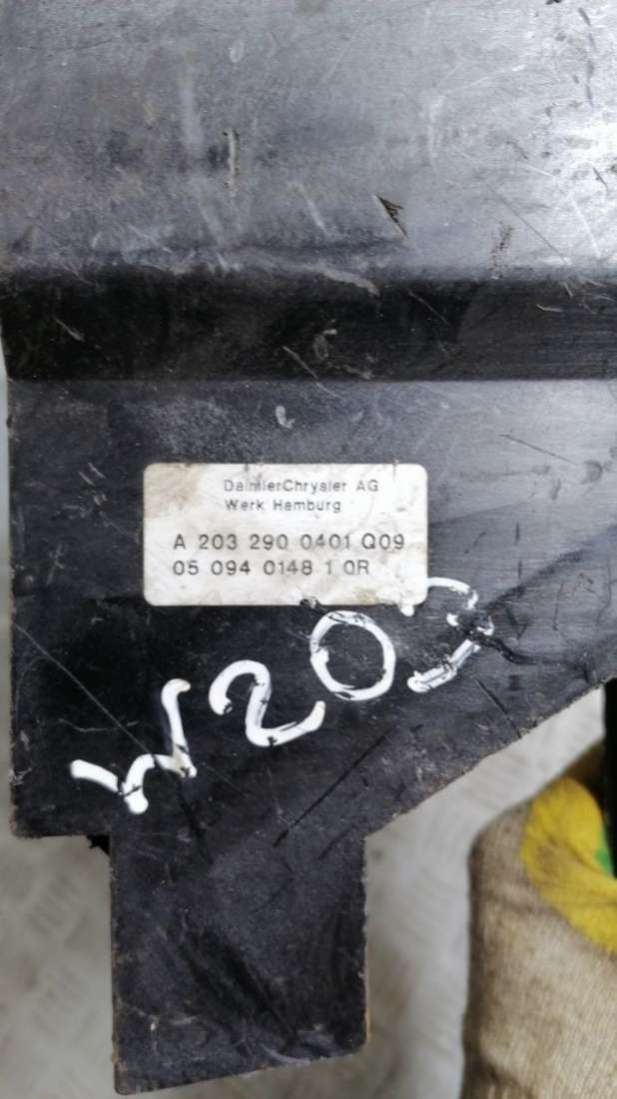 DaimlerChrysler AG
Werk Hamburg
A 203 290 0401 Q09
05 094 0148 1 0R
W203